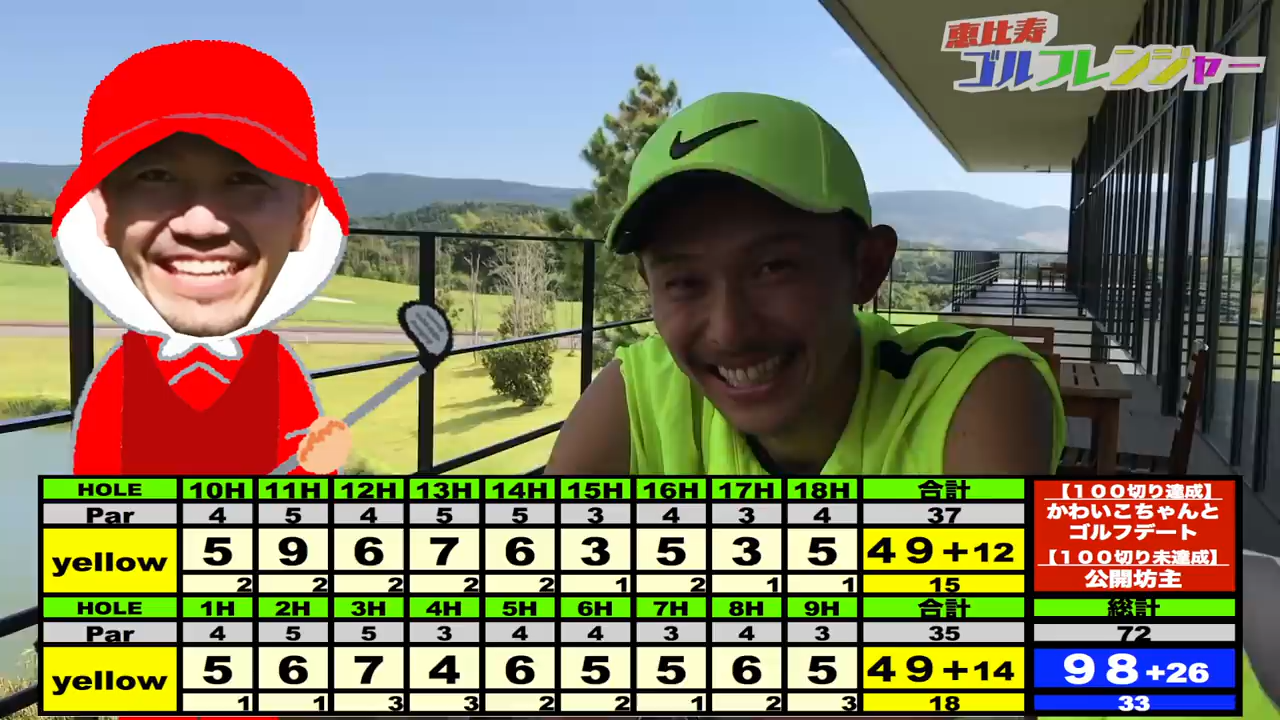 恵比寿
ゴルフレンジャー
HOLE 10H 11H 12H 13H 14H 15H 16H 17H 18H 合計
Par 4 5 4 5 5 3 4 3 4 37
yellow 5 9 6 7 6 3 5 3 5 49+12
2 2 2 2 2 1 2 1 1 15
HOLE 1H 2H 3H 4H 5H 6H 7H 8H 9H 合計
Par 4 5 5 3 4 4 3 4 3 35
yellow 5 6 7 4 6 5 5 6 5 49+14
1 1 3 3 2 2 1 2 3 18
【100切り達成】
かわいこちゃんと
ゴルフデート
【100切り未達成】
公開坊主
総計
72
98+26
33